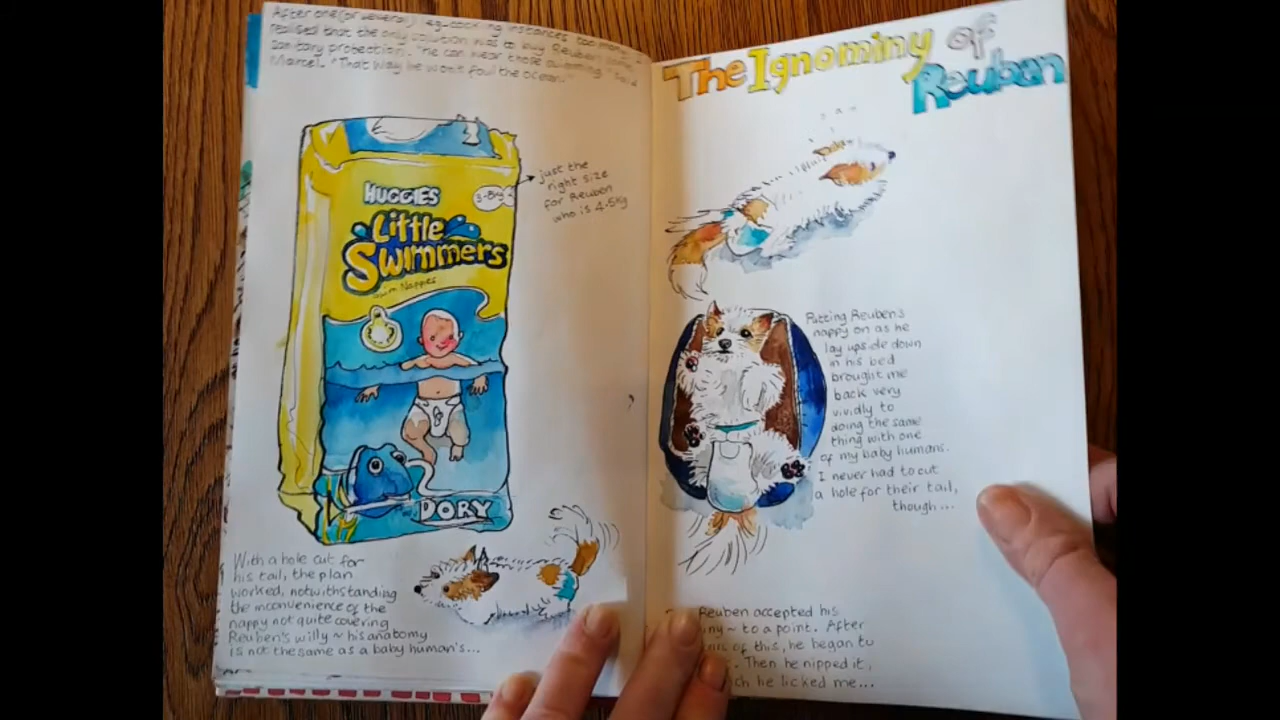 After one (or several) leg-cocking instances too many
realised that the only solution was to buy Reuben some
sanitary protection. "He can wear those swimming," said
Marcel. "That way he won't foul the ocean."
HUGGIES
3-8kg
Little
Swimmers
Swim Nappies
just the
right size
for Reuben
who is 4.5kg
DORY
With a hole cut for
his tail, the plan
worked, notwithstanding
the inconvenience of the
nappy not quite covering
Reuben's willy ~ his anatomy
is not the same as a baby human's...
The Ignominy of
Reuben
Putting Reuben's
nappy on as he
lay upside down
in his bed
brought me
back very
vividly to
doing the same
thing with one
of my baby humans.
I never had to cut
a hole for their tail,
though...
Reuben accepted his
~ to a point. After
of this, he began to
Then he nipped it,
he licked me...